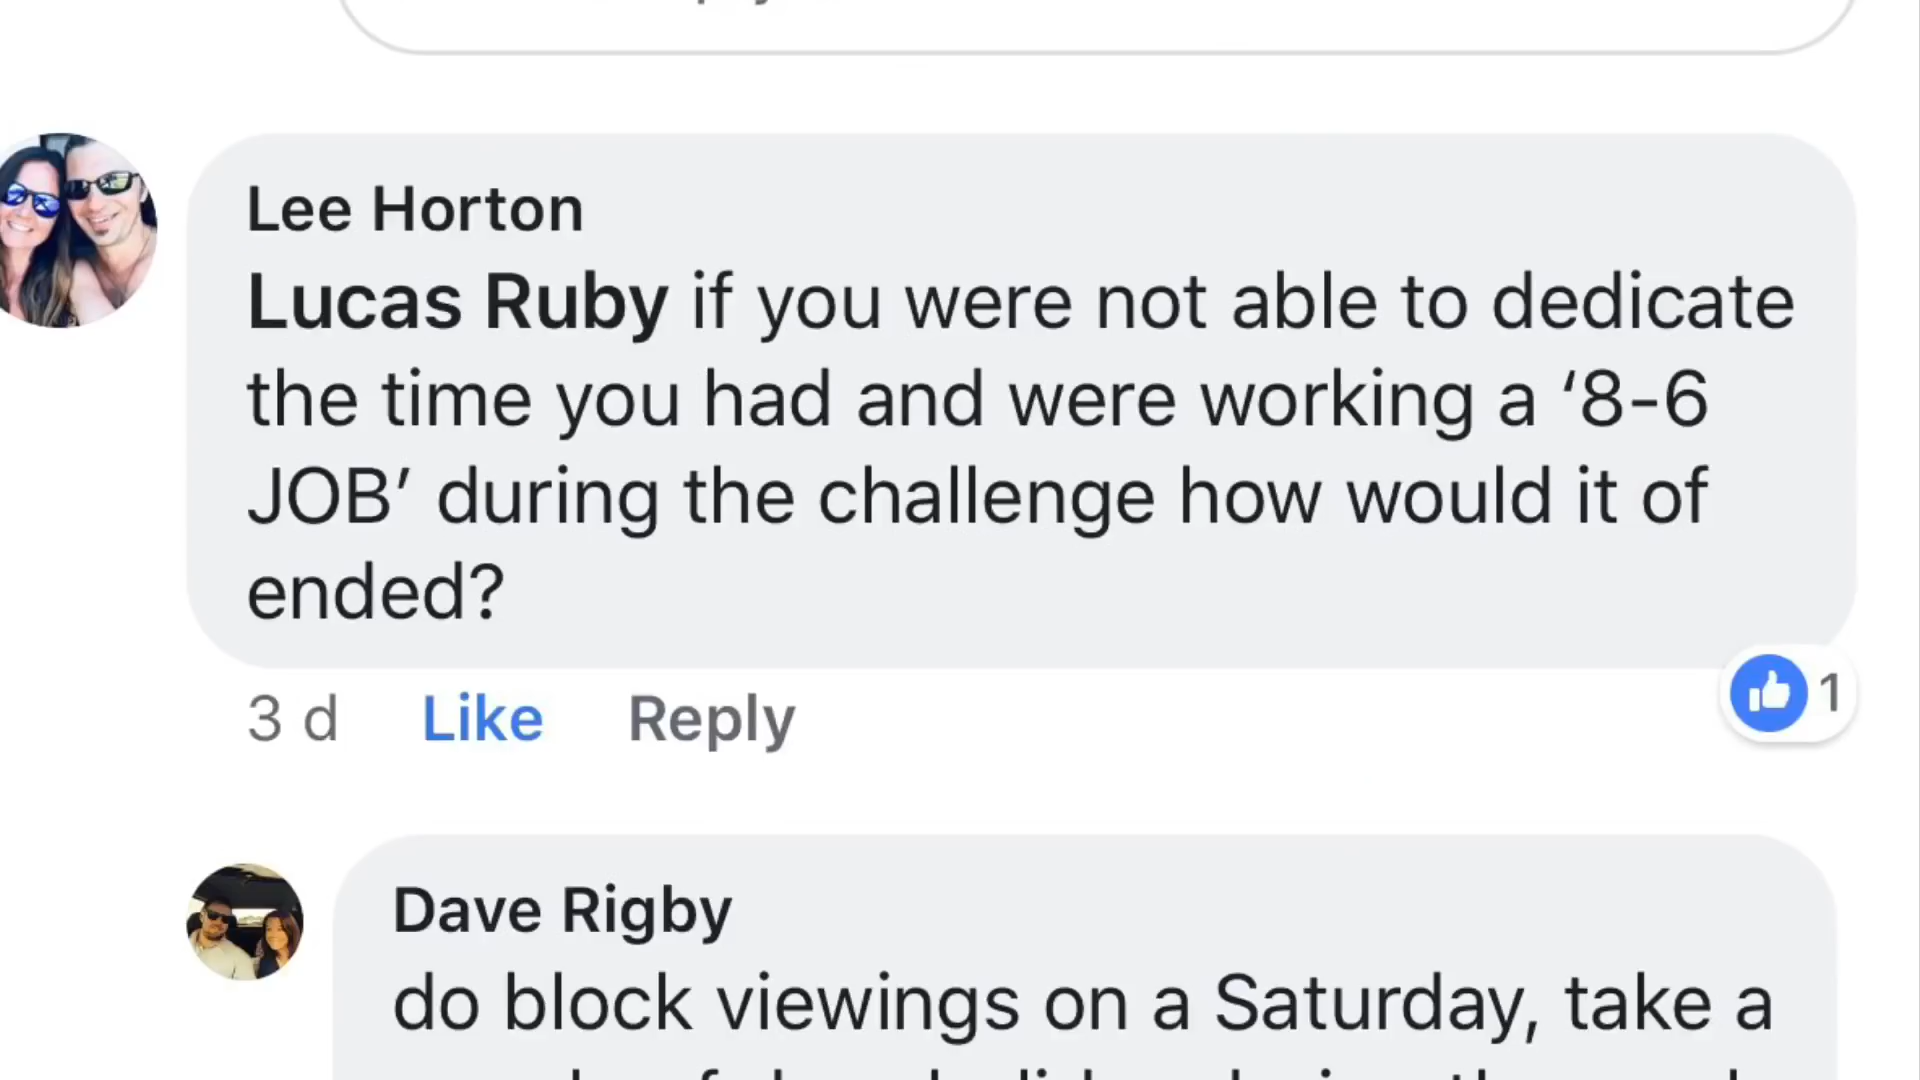 Lee Horton
Lucas Ruby if you were not able to dedicate
the time you had and were working a ‘8-6
JOB’ during the challenge how would it of
ended?
3 d Like Reply
1
Dave Rigby
do block viewings on a Saturday, take a